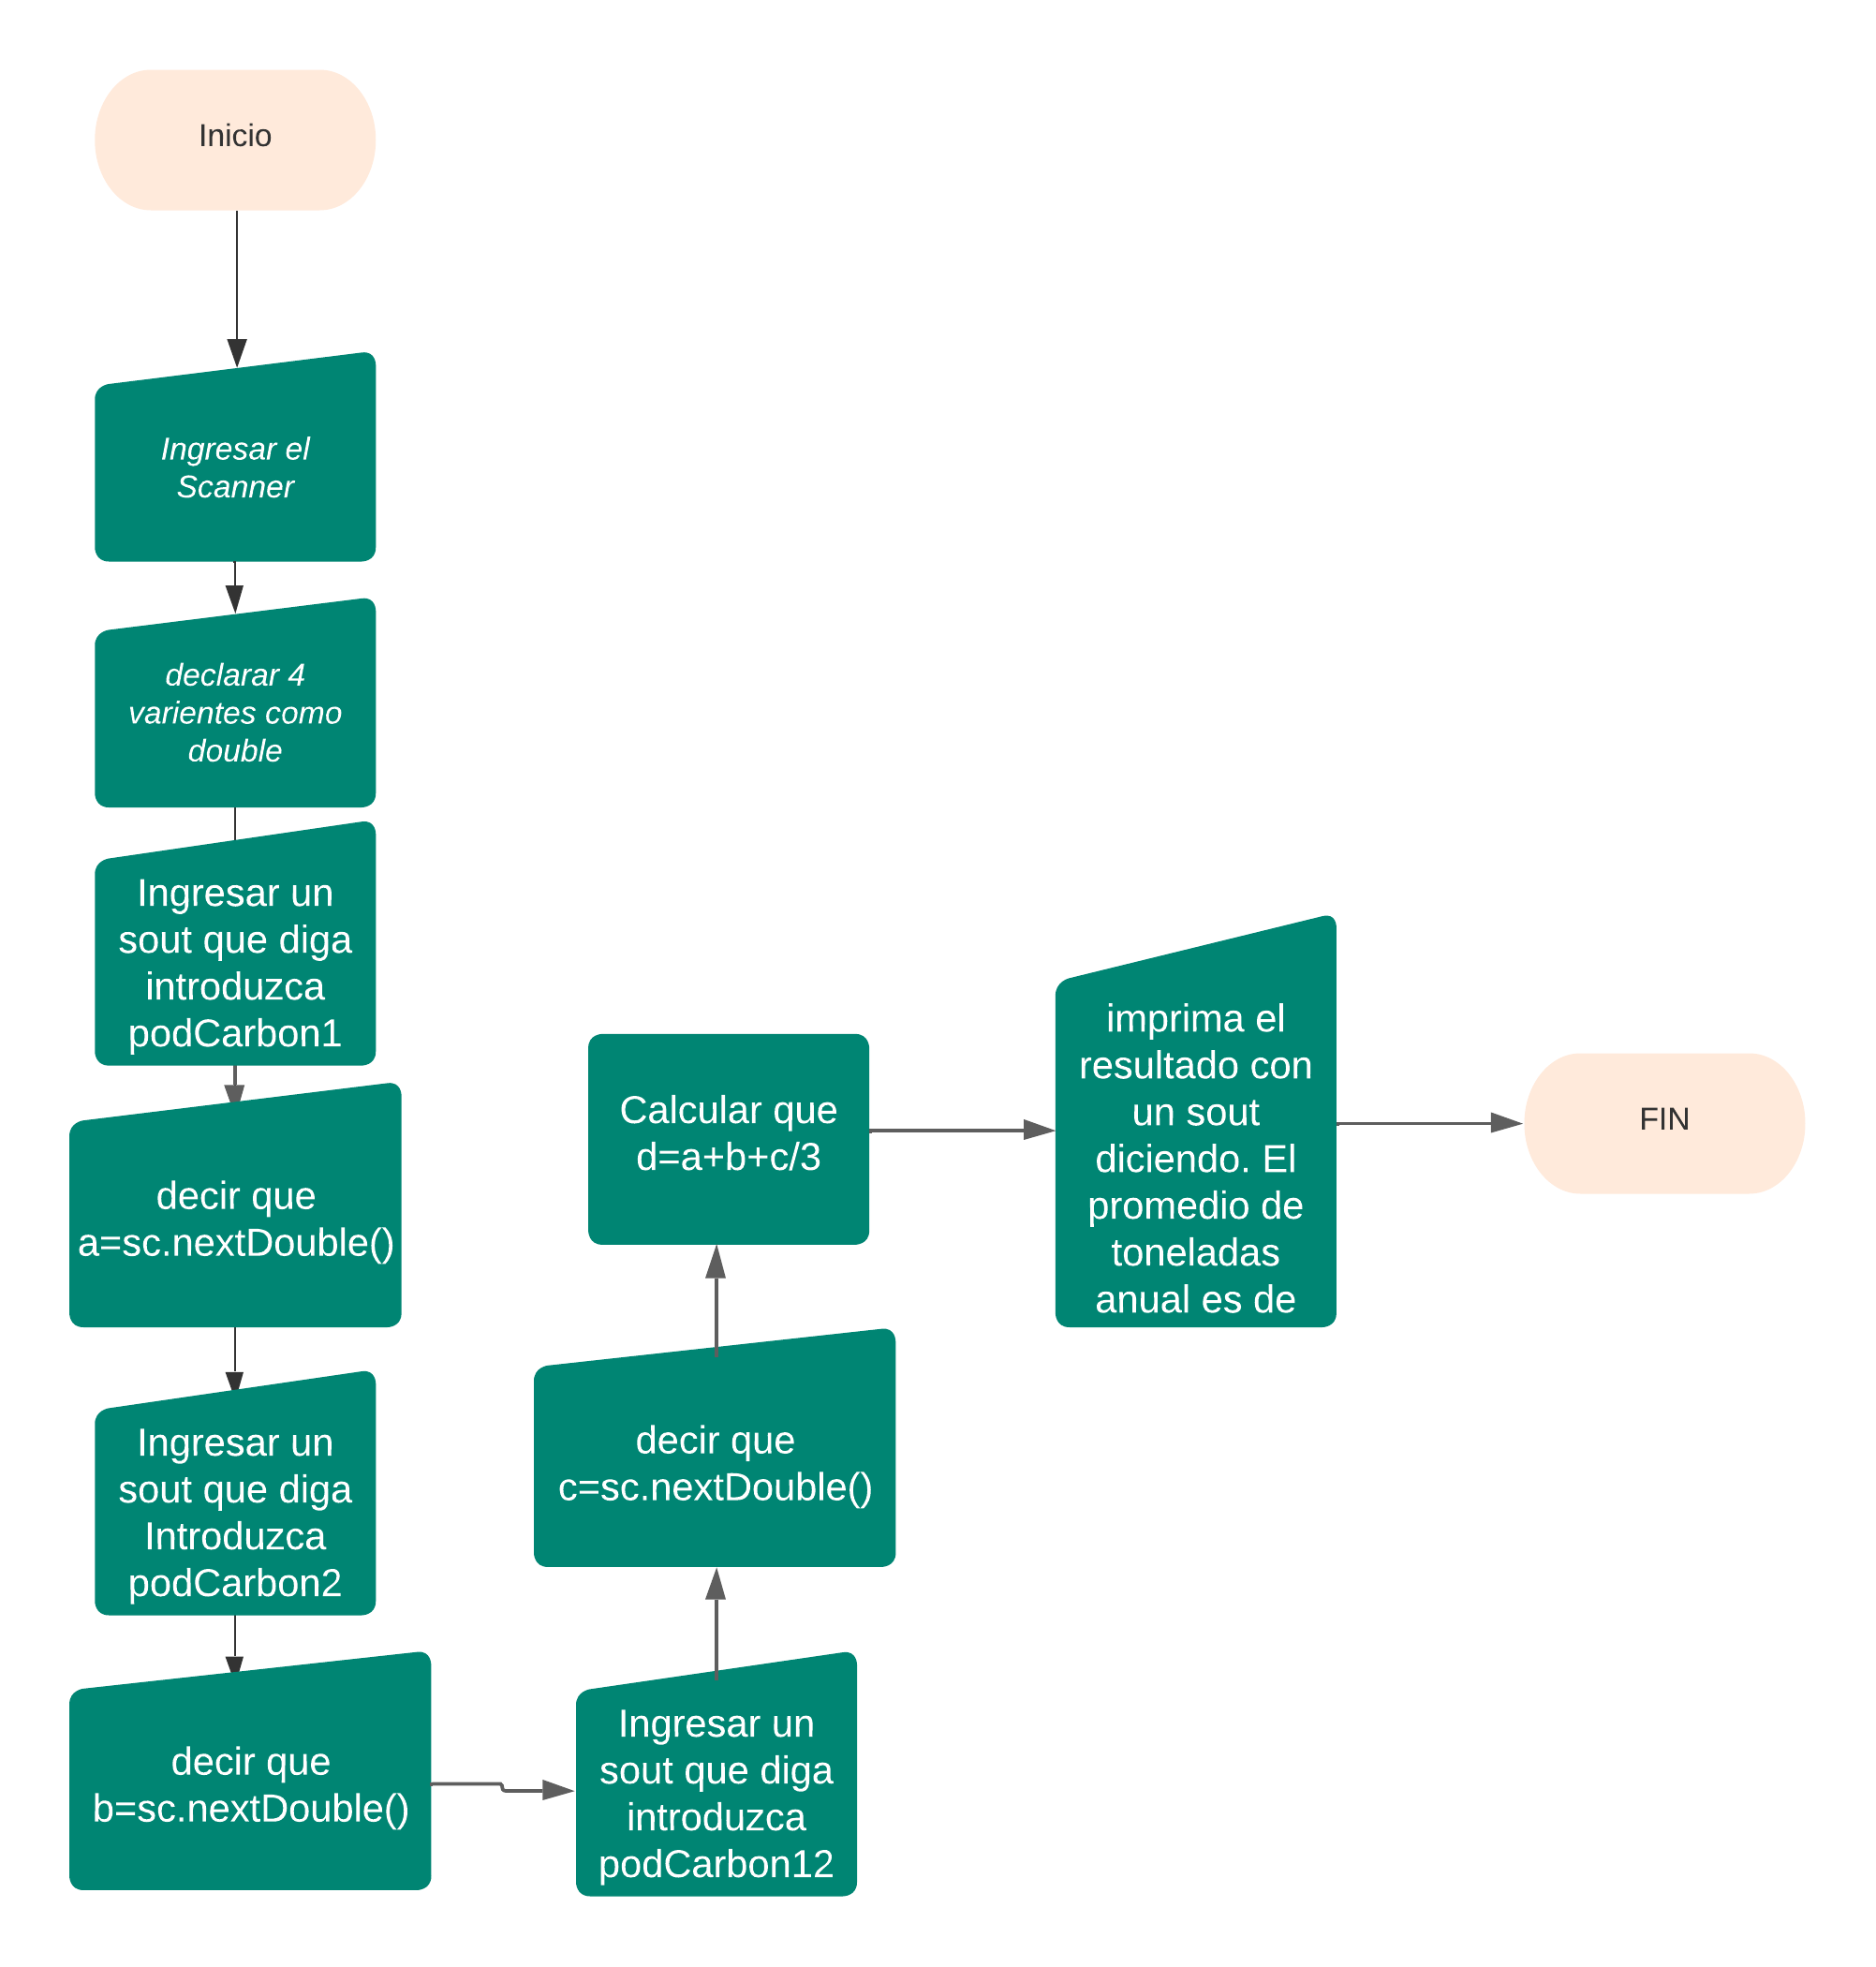 Inicio
Ingresar el
Scanner
declarar 4
varientes como
double
Ingresar un
sout que diga
introduzca
podCarbon1
decir que
a=sc.nextDouble()
Ingresar un
sout que diga
Introduzca
podCarbon2
decir que
b=sc.nextDouble()
Ingresar un
sout que diga
introduzca
podCarbon12
decir que
c=sc.nextDouble()
Calcular que
d=a+b+c/3
imprima el
resultado con
un sout
diciendo. El
promedio de
toneladas
anual es de
FIN